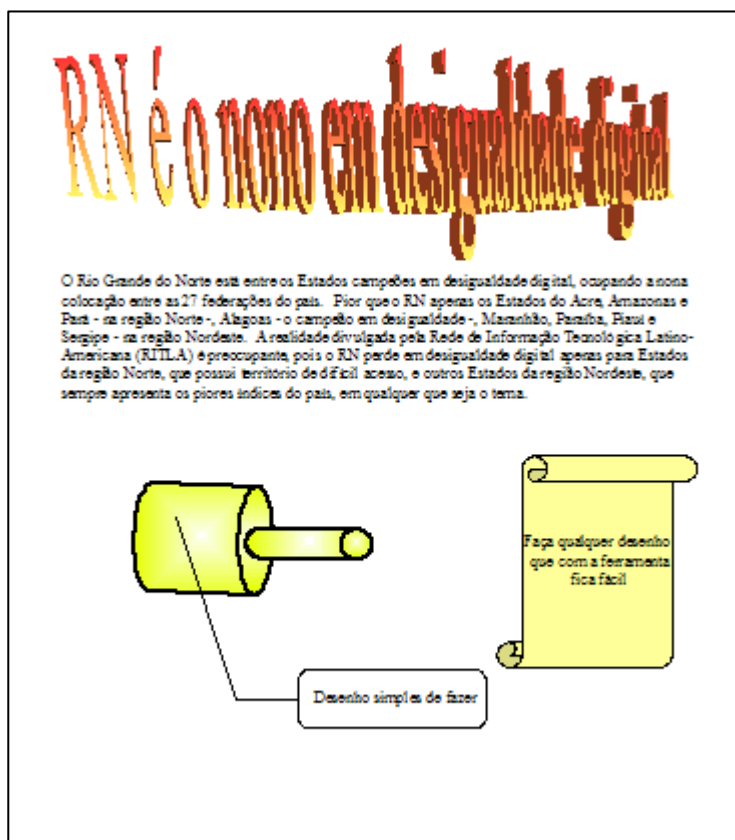 RN é o nono em desigualdade digital
O Rio Grande do Norte está entre os Estados campeões em desigualdade digital, ocupando a nona
colocação entre as 27 federações do país. Pior que o RN apenas os Estados do Acre, Amazonas e
Pará - na região Norte -, Alagoas - o campeão em desigualdade -, Maranhão, Paraíba, Piauí e
Sergipe - na região Nordeste. A realidade divulgada pela Rede de Informação Tecnológica Latino-
Americana (RITLA) é preocupante, pois o RN perde em desigualdade digital apenas para Estados
da região Norte, que possui território de difícil acesso, e outros Estados da região Nordeste, que
sempre apresenta os piores índices do país, em qualquer que seja o tema.
Faça qualquer desenho
que com a ferramenta
fica fácil
Desenho simples de fazer